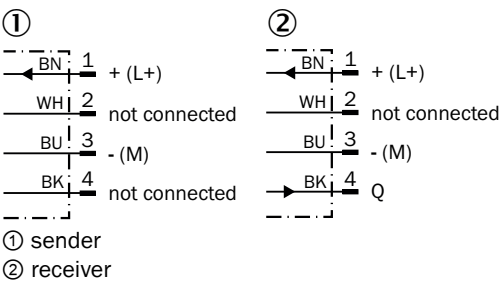 ① ②
BN 1 + (L+) BN 1 + (L+)
WH 2 not connected WH 2 not connected
BU 3 - (M) BU 3 - (M)
BK 4 not connected BK 4 Q
① sender
② receiver